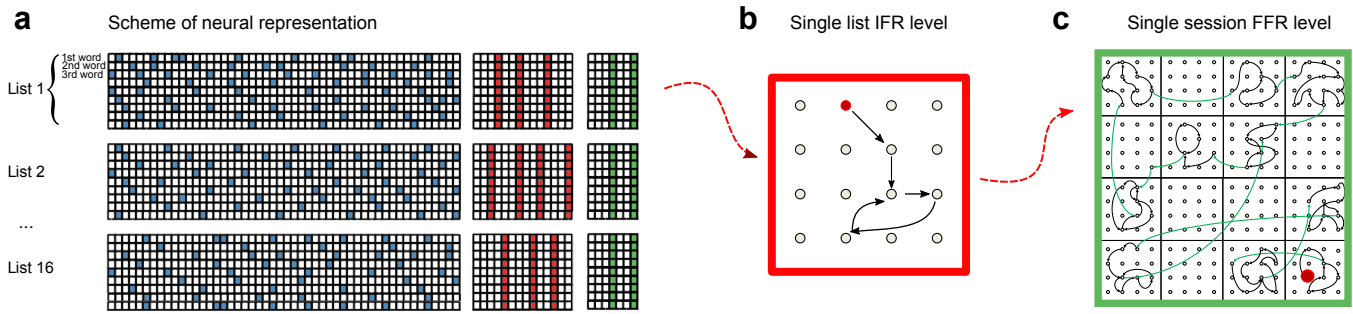 a
Scheme of neural representation
List 1
1st word
2nd word
3rd word
List 2
...
List 16
b
Single list IFR level
c
Single session FFR level